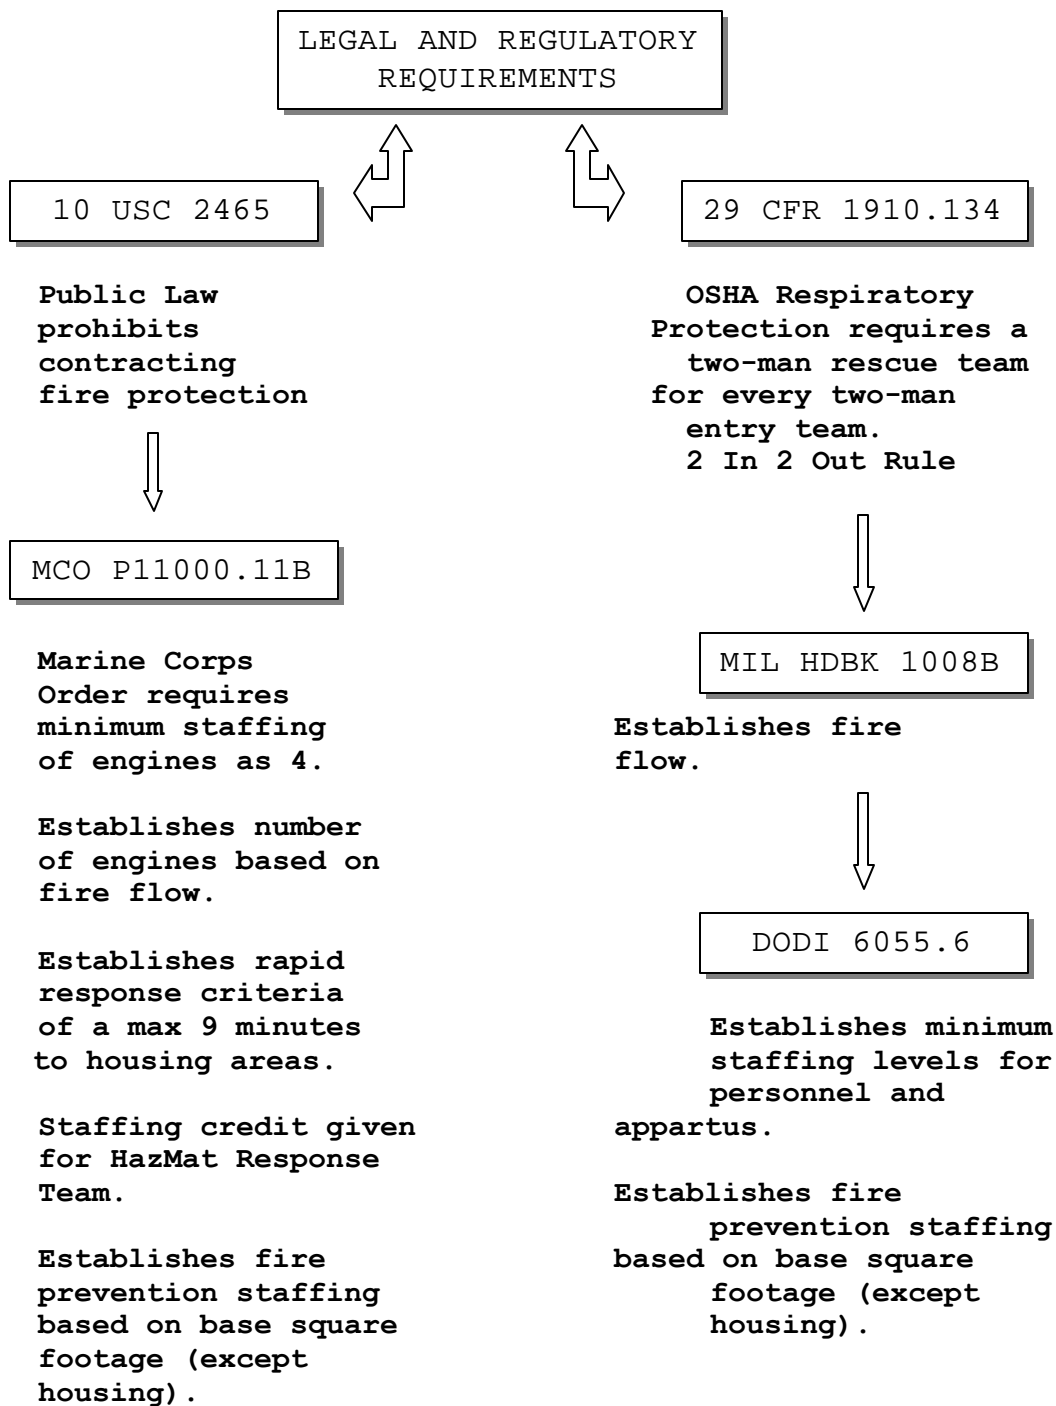 LEGAL AND REGULATORY
REQUIREMENTS
10 USC 2465
Public Law
prohibits
contracting
fire protection
MCO P11000.11B
Marine Corps
Order requires
minimum staffing
of engines as 4.
Establishes number
of engines based on
fire flow.
Establishes rapid
response criteria
of a max 9 minutes
to housing areas.
Staffing credit given
for HazMat Response
Team.
Establishes fire
prevention staffing
based on base square
footage (except
housing).
29 CFR 1910.134
OSHA Respiratory
Protection requires a
two-man rescue team
for every two-man
entry team.
2 In 2 Out Rule
MIL HDBK 1008B
Establishes fire
flow.
DODI 6055.6
Establishes minimum
staffing levels for
personnel and
appartus.
Establishes fire
prevention staffing
based on base square
footage (except
housing).